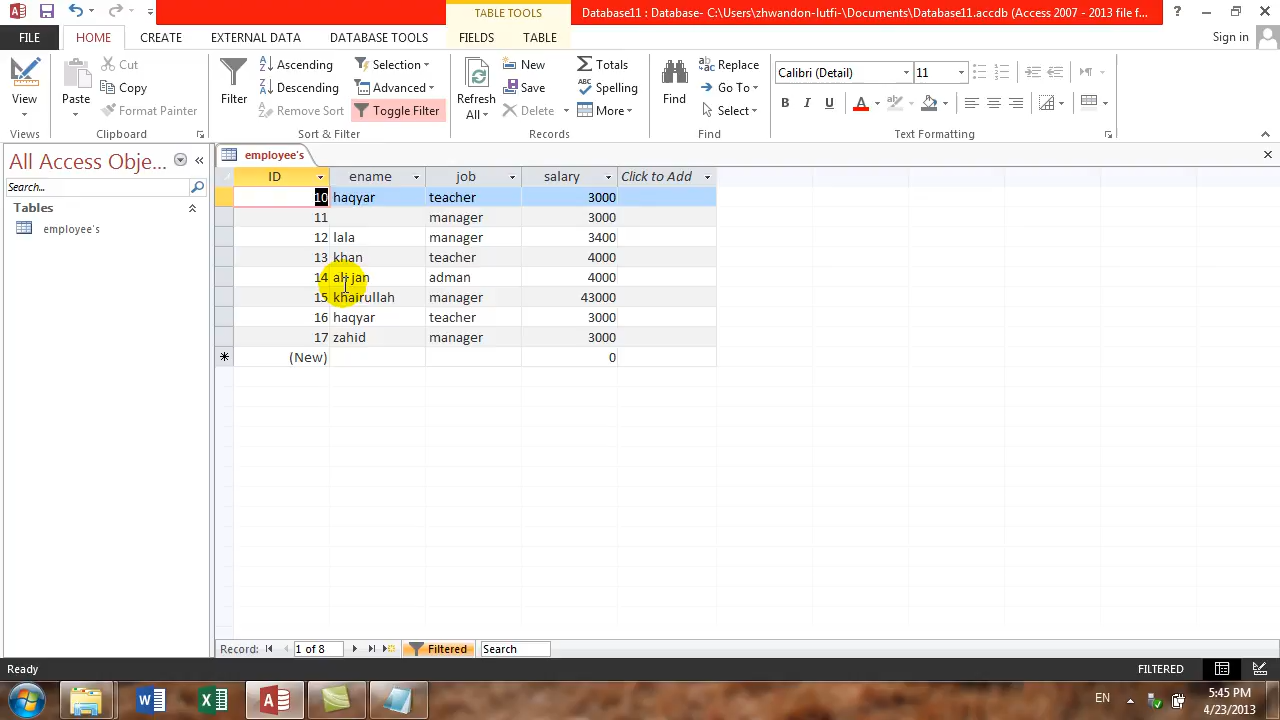 TABLE TOOLS
Database11 : Database- C:\Users\zhwandon-lutfi-\Documents\Database11.accdb (Access 2007 - 2013 file f...
?
FILE
HOME
CREATE
EXTERNAL DATA
DATABASE TOOLS
FIELDS
TABLE
Sign in
View
Views
Paste
Cut
Copy
Format Painter
Clipboard
Filter
Ascending
Descending
Remove Sort
Selection
Advanced
Toggle Filter
Sort & Filter
Refresh
All
New
Save
Delete
Totals
Spelling
More
Records
Find
Replace
Go To
Select
Find
Calibri (Detail)
11
B I U
Text Formatting
All Access Obje...
Search...
Tables
employee's
employee's
ID ename job salary Click to Add
10 haqyar teacher 3000
11 manager 3000
12 lala manager 3400
13 khan teacher 4000
14 ali jan adman 4000
15 khairullah manager 43000
16 haqyar teacher 3000
17 zahid manager 3000
(New) 0
Record: 1 of 8 Filtered Search
Ready
FILTERED
EN
5:45 PM
4/23/2013